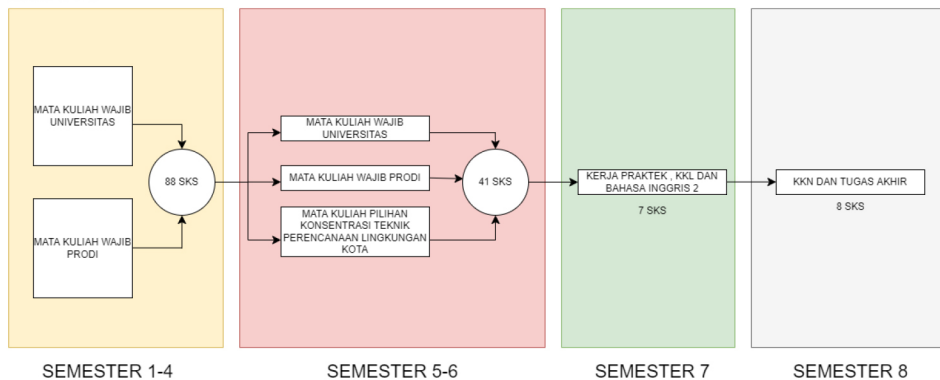 MATA KULIAH WAJIB
UNIVERSITAS
MATA KULIAH WAJIB
PRODI
88 SKS
MATA KULIAH WAJIB
UNIVERSITAS
MATA KULIAH WAJIB PRODI
MATA KULIAH PILIHAN
KONSENTRASI TEKNIK
PERENCANAAN LINGKUNGAN
KOTA
41 SKS
KERJA PRAKTEK , KKL DAN
BAHASA INGGRIS 2
7 SKS
KKN DAN TUGAS AKHIR
8 SKS
SEMESTER 1-4
SEMESTER 5-6
SEMESTER 7
SEMESTER 8